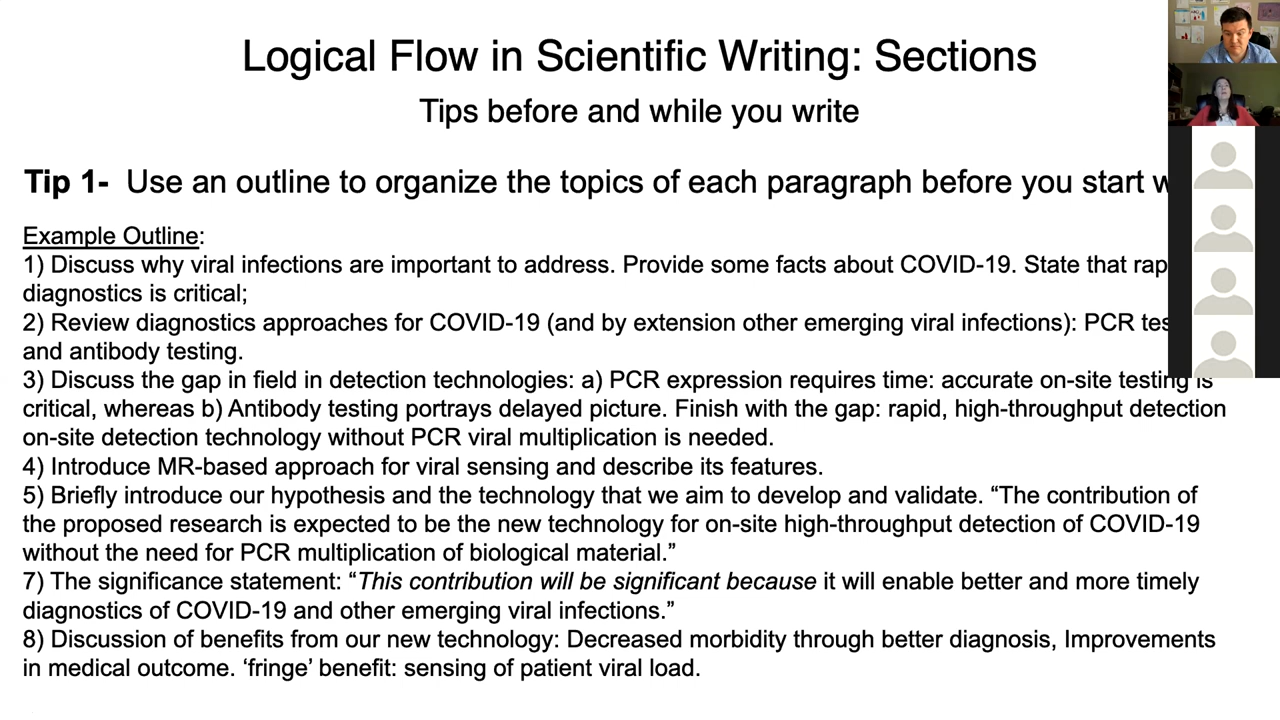 Logical Flow in Scientific Writing: Sections
Tips before and while you write
Tip 1- Use an outline to organize the topics of each paragraph before you start
Example Outline:
1) Discuss why viral infections are important to address. Provide some facts about COVID-19. State that
diagnostics is critical;
2) Review diagnostics approaches for COVID-19 (and by extension other emerging viral infections): PCR
and antibody testing.
3) Discuss the gap in field in detection technologies: a) PCR expression requires time: accurate on-site testing is
critical, whereas b) Antibody testing portrays delayed picture. Finish with the gap: rapid, high-throughput detection
on-site detection technology without PCR viral multiplication is needed.
4) Introduce MR-based approach for viral sensing and describe its features.
5) Briefly introduce our hypothesis and the technology that we aim to develop and validate. “The contribution of
the proposed research is expected to be the new technology for on-site high-throughput detection of COVID-19
without the need for PCR multiplication of biological material.”
7) The significance statement: “This contribution will be significant because it will enable better and more timely
diagnostics of COVID-19 and other emerging viral infections.”
8) Discussion of benefits from our new technology: Decreased morbidity through better diagnosis, Improvements
in medical outcome. ‘fringe’ benefit: sensing of patient viral load.